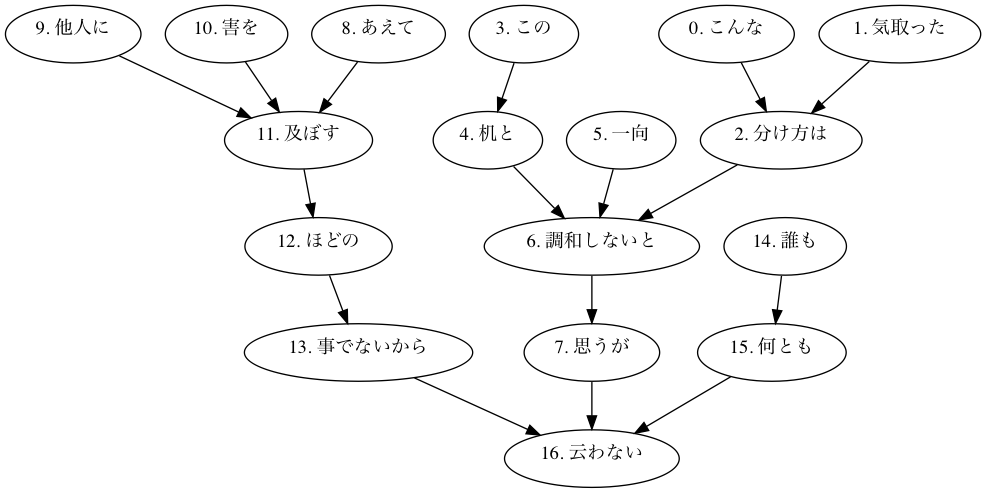 9. 他人に 10. 害を 8. あえて 3. この 0. こんな 1. 気取った
11. 及ぼす 4. 机と 5. 一向 2. 分け方は
12. ほどの 6. 調和しないと 14. 誰も
13. 事でないから 7. 思うが 15. 何とも
16. 云わない